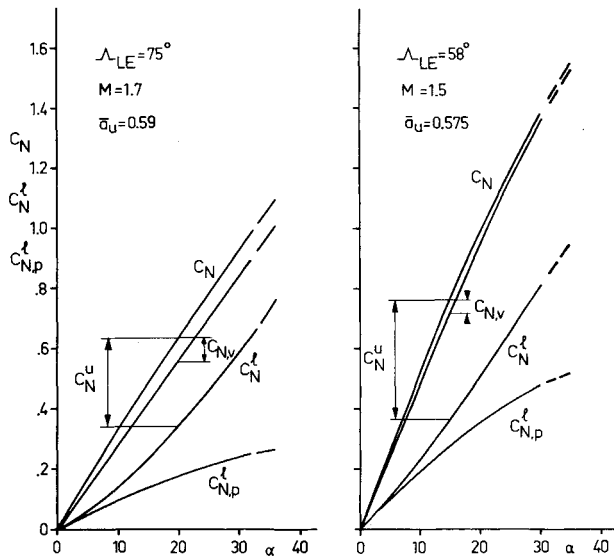 Λ_LE=75°
M=1.7
ā_u=0.59
1.6
1.4
1.2
1.0
.8
.6
.4
.2
0
C_N
C_N^ℓ
C_N,p^ℓ
C_N
C_N,v
C_N^u
C_N^ℓ
C_N,p^ℓ
0 10 20 30 α 40
Λ_LE=58°
M=1.5
ā_u=0.575
C_N
C_N,v
C_N^u
C_N^ℓ
C_N,p^ℓ
0 10 20 30 α 40